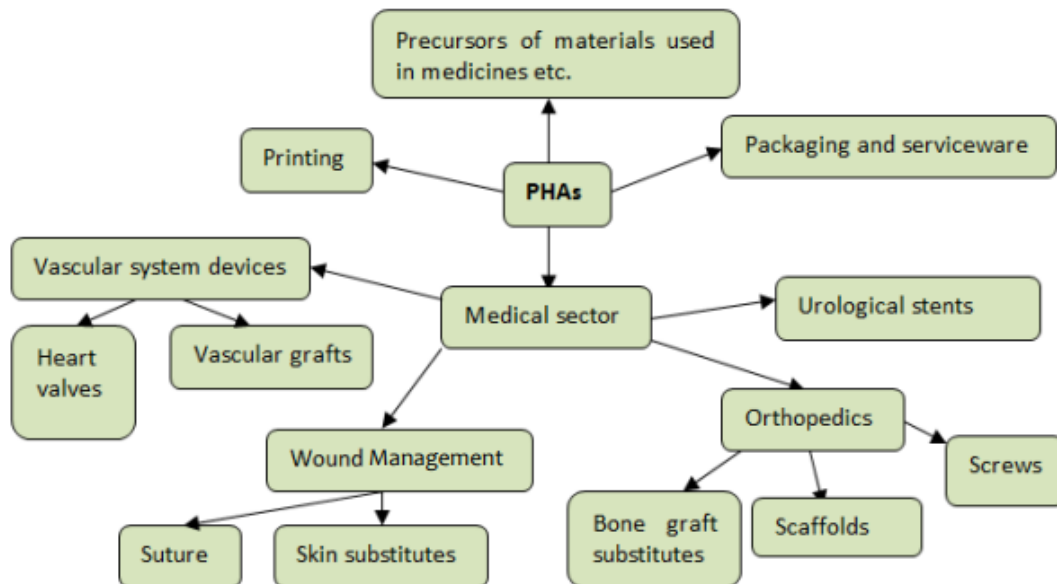 Precursors of materials used
in medicines etc.
Printing
Packaging and serviceware
PHAs
Vascular system devices
Medical sector
Urological stents
Heart
valves
Vascular grafts
Orthopedics
Wound Management
Screws
Bone graft
substitutes
Scaffolds
Suture
Skin substitutes